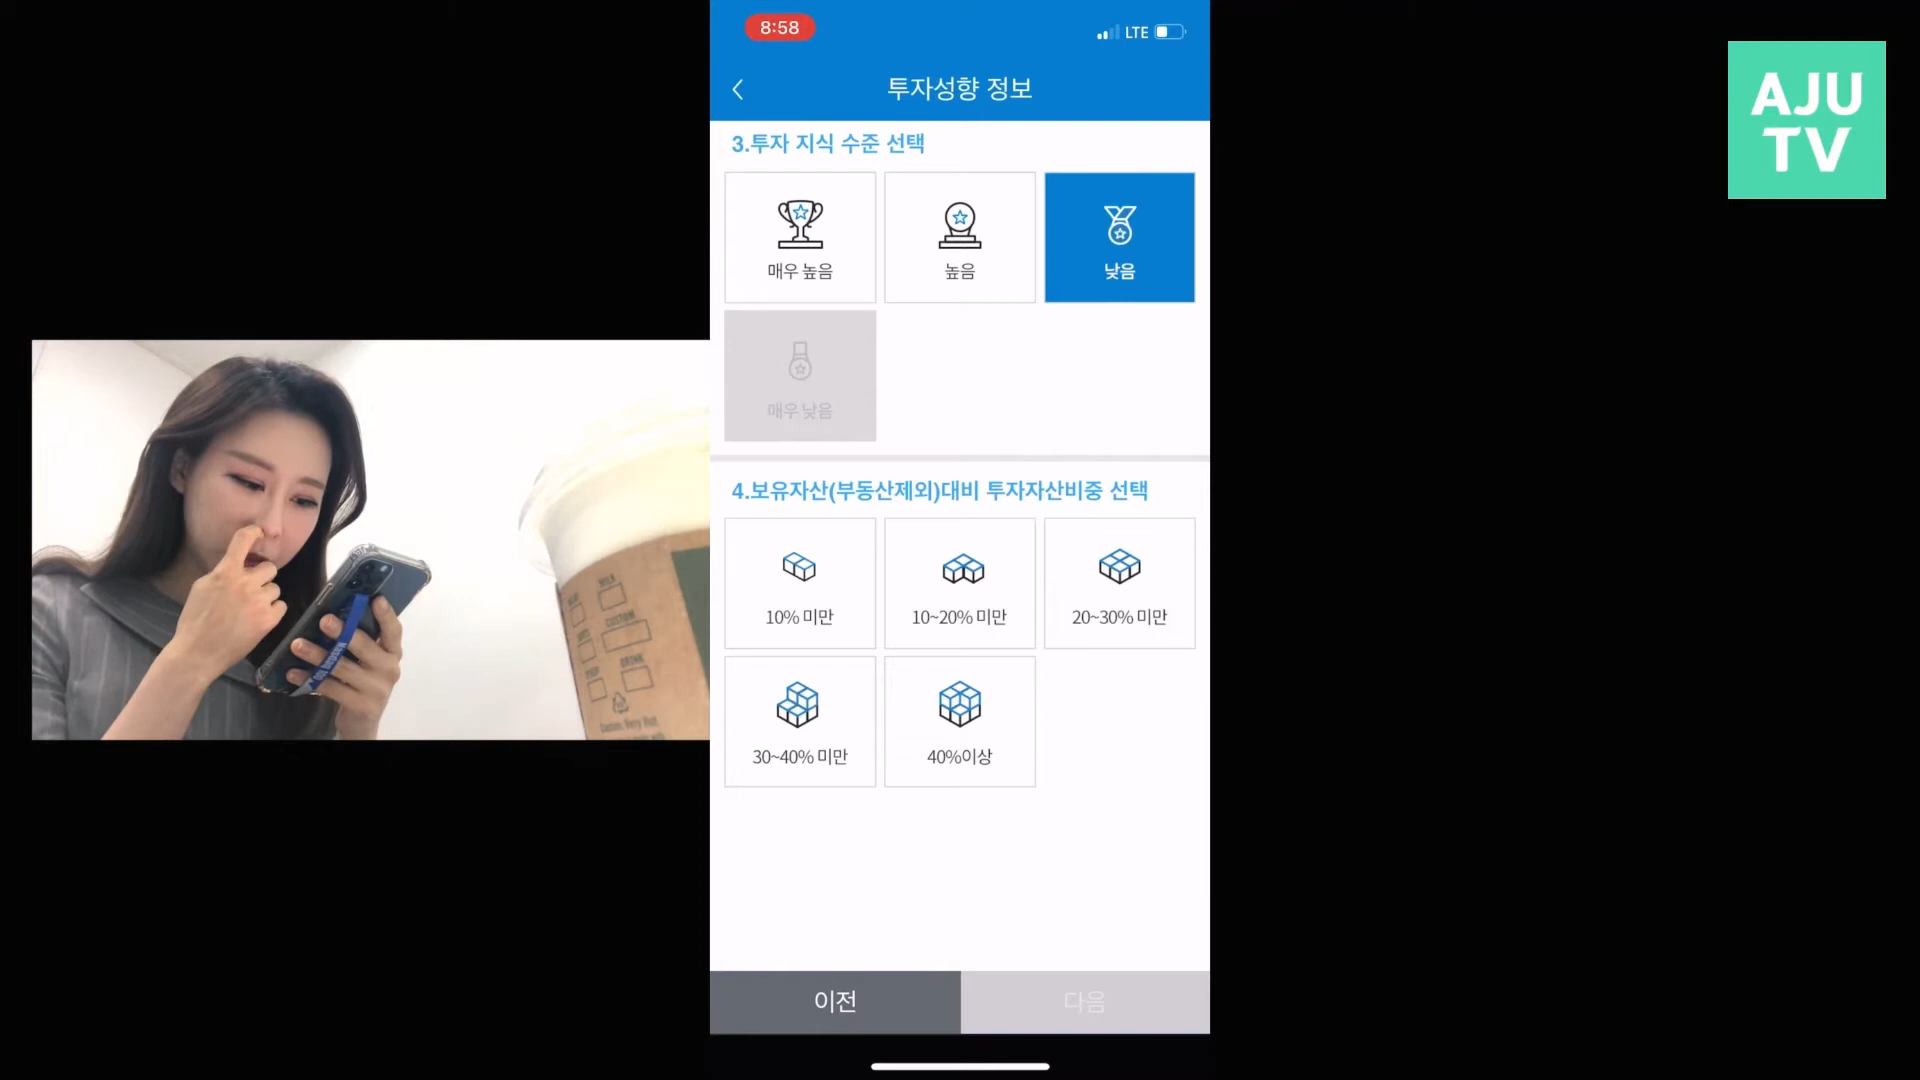 8:58
LTE
투자성향 정보
3.투자 지식 수준 선택
매우 높음
높음
낮음
매우 낮음
4.보유자산(부동산제외)대비 투자자산비중 선택
10% 미만
10~20% 미만
20~30% 미만
30~40% 미만
40%이상
이전
다음
AJU
TV
MILK
CUSTOM
DRINK